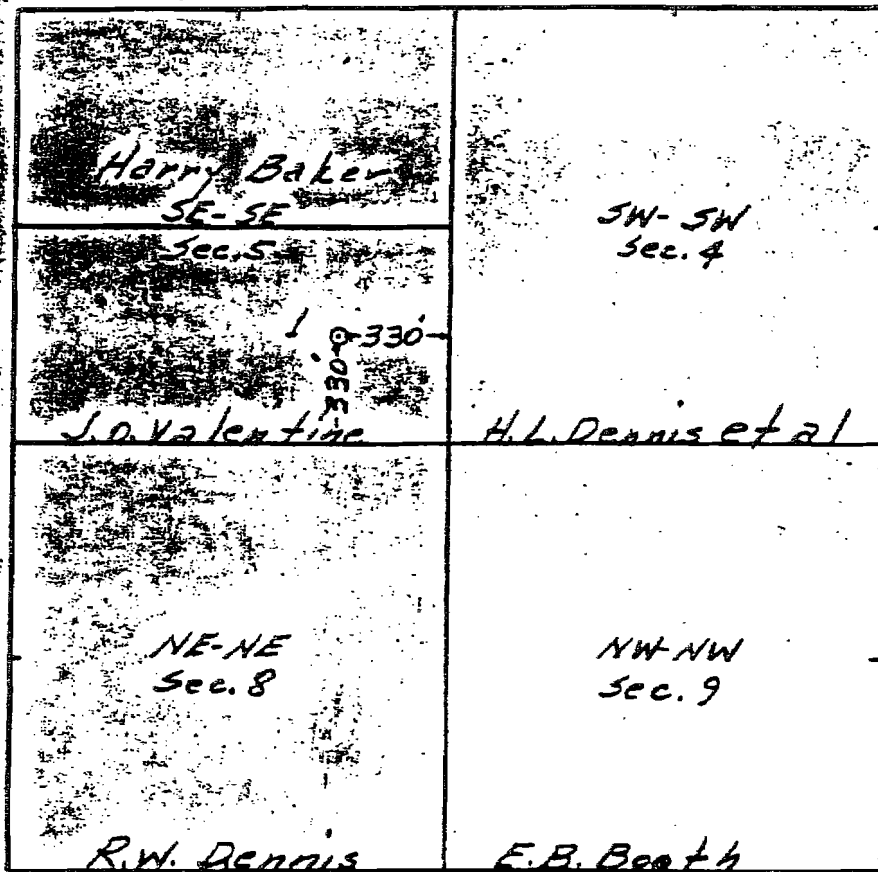 Harry Baker
SE-SE
Sec. 5
SW-SW
Sec. 4
1
330'
330'
J.O. Valentine
H.L. Dennis et al
NE-NE
Sec. 8
NW-NW
Sec. 9
R.W. Dennis
E.B. Booth